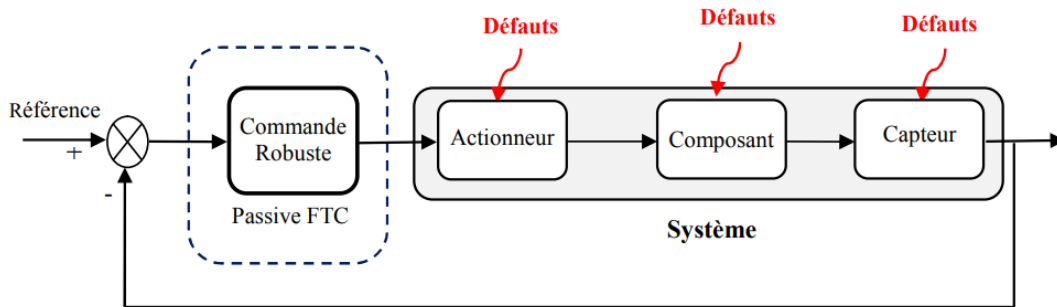 Défauts
Défauts
Défauts
Référence
+
-
Commande
Robuste
Passive FTC
Actionneur
Composant
Capteur
Système